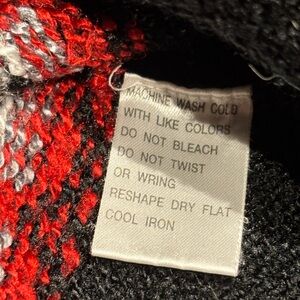 MACHINE WASH COLD
WITH LIKE COLORS
DO NOT BLEACH
DO NOT TWIST
OR WRING
RESHAPE DRY FLAT
COOL IRON